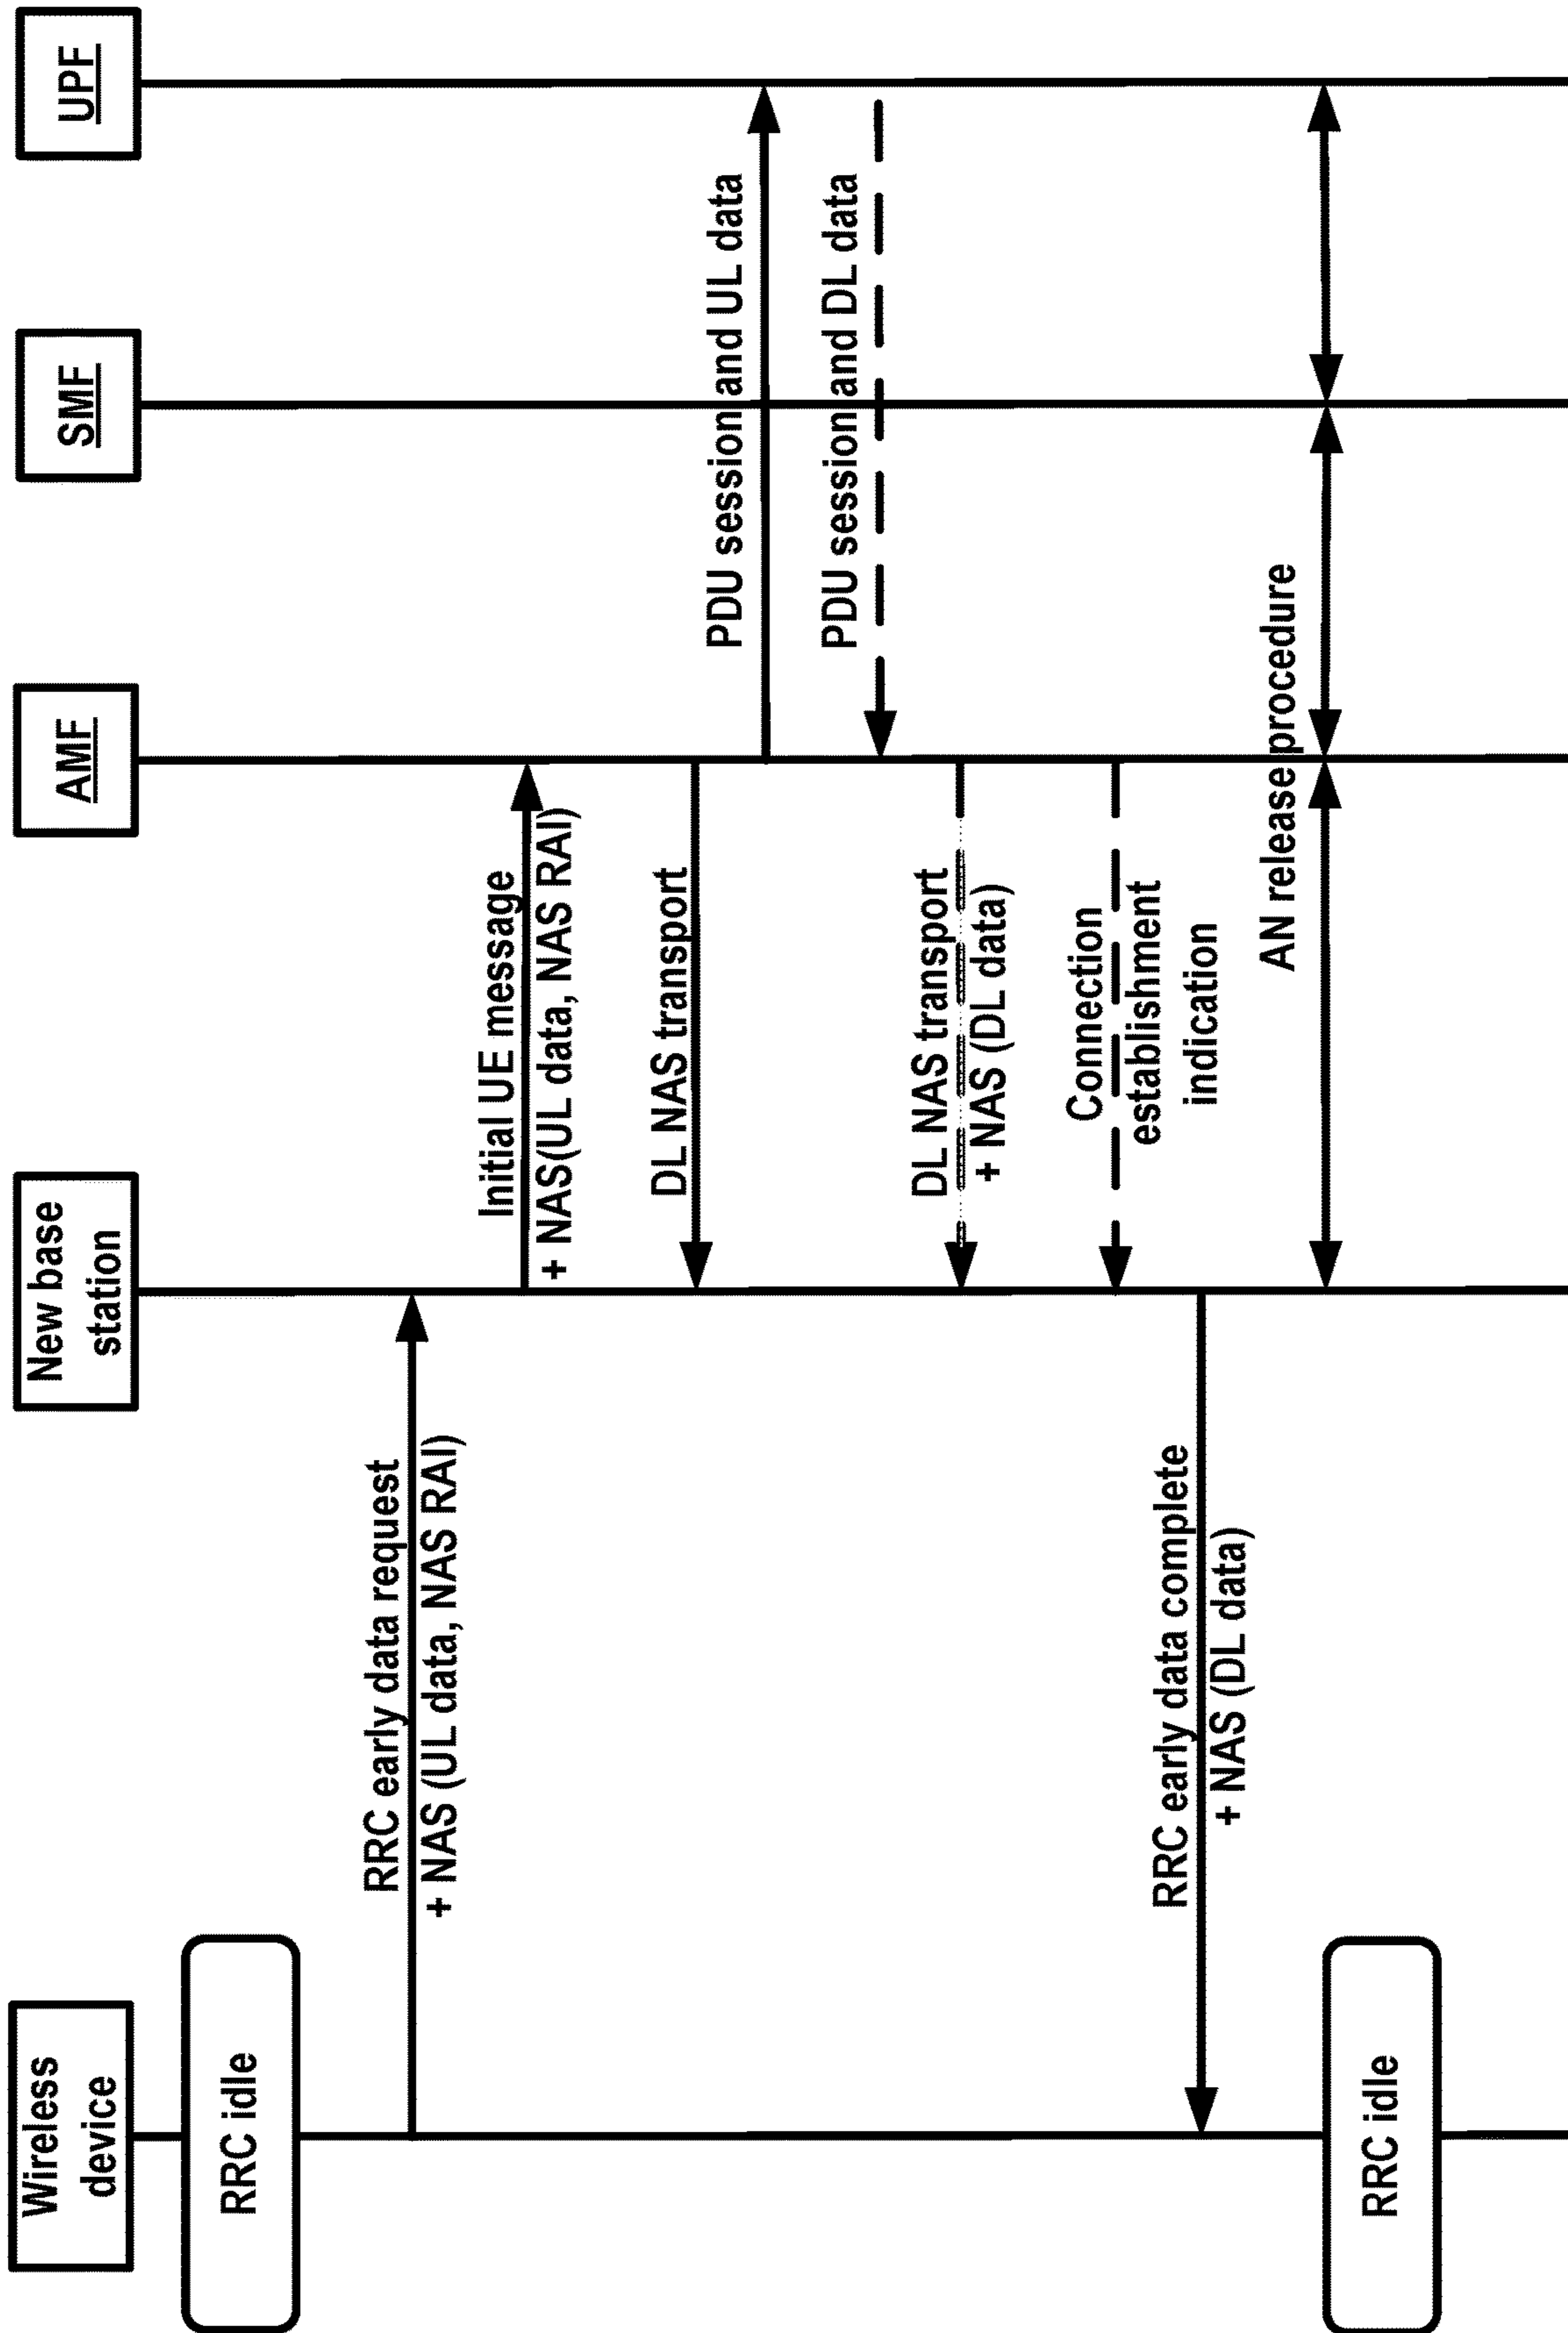 Wireless
device
New base
station
AMF
SMF
UPF
RRC idle
RRC early data request
+ NAS (UL data, NAS RAI)
Initial UE message
+ NAS(UL data, NAS RAI)
DL NAS transport
PDU session and UL data
PDU session and DL data
DL NAS transport
+ NAS (DL data)
Connection
establishment
indication
RRC early data complete
+ NAS (DL data)
AN release procedure
RRC idle